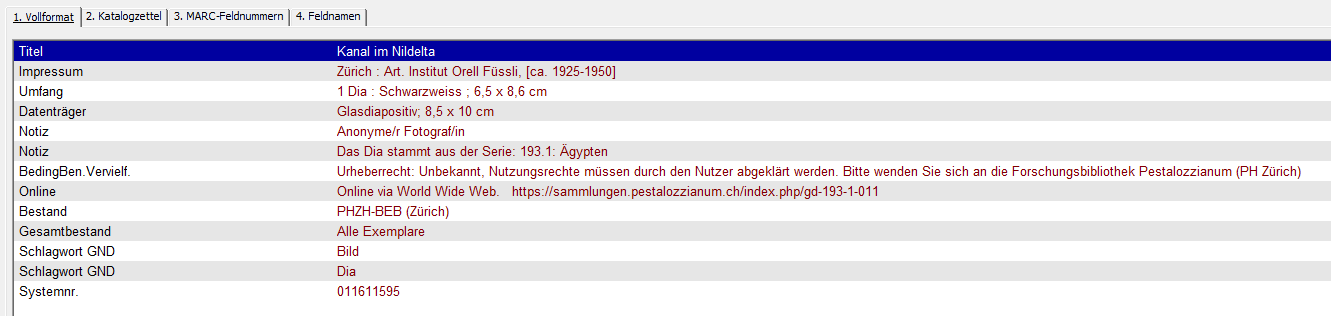 1. Vollformat 2. Katalogzettel 3. MARC-Feldnummern 4. Feldnamen
Titel Kanal im Nildelta
Impressum Zürich : Art. Institut Orell Füssli, [ca. 1925-1950]
Umfang 1 Dia : Schwarzweiss ; 6,5 x 8,6 cm
Datenträger Glasdiapositiv; 8,5 x 10 cm
Notiz Anonyme/r Fotograf/in
Notiz Das Dia stammt aus der Serie: 193.1: Ägypten
BedingBen.Vervielf. Urheberrecht: Unbekannt, Nutzungsrechte müssen durch den Nutzer abgeklärt werden. Bitte wenden Sie sich an die Forschungsbibliothek Pestalozzianum (PH Zürich)
Online Online via World Wide Web. https://sammlungen.pestalozzianum.ch/index.php/gd-193-1-011
Bestand PHZH-BEB (Zürich)
Gesamtbestand Alle Exemplare
Schlagwort GND Bild
Schlagwort GND Dia
Systemnr. 011611595